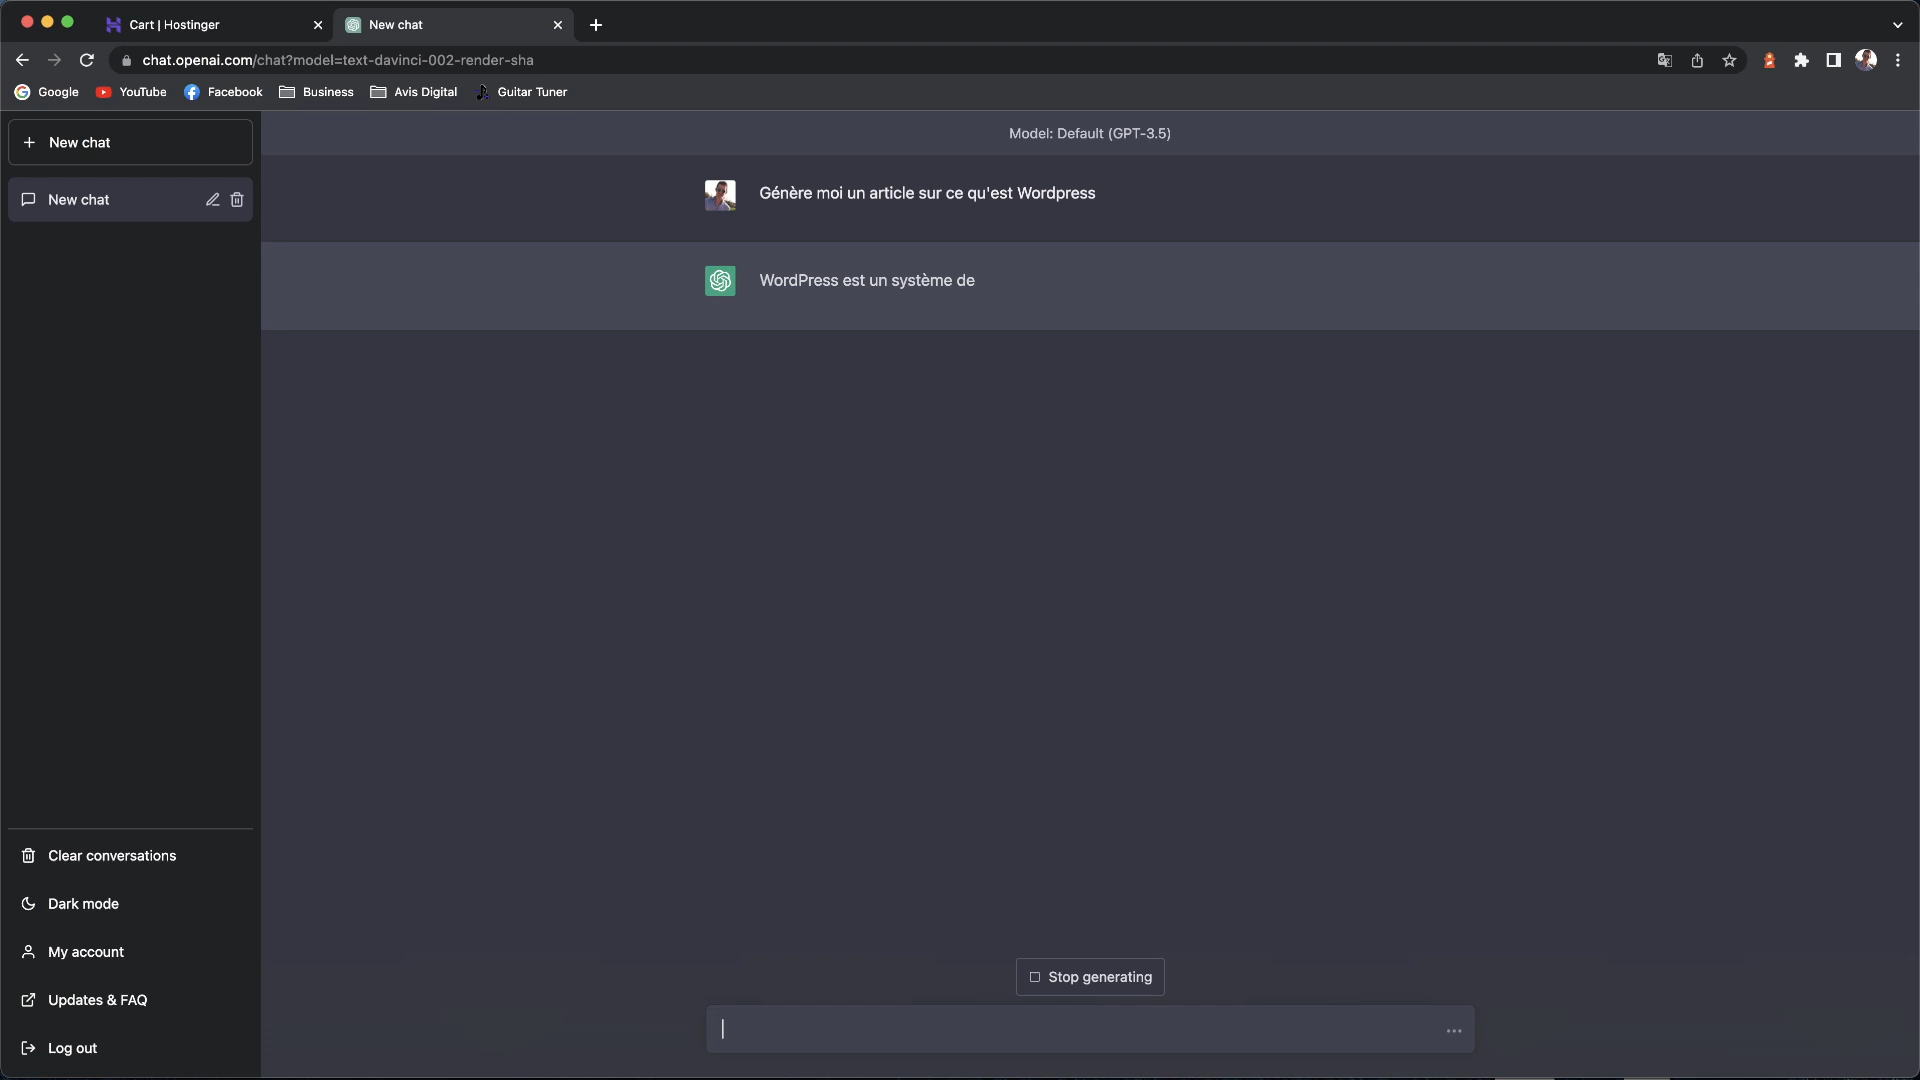 Cart | Hostinger
New chat
chat.openai.com/chat?model=text-davinci-002-render-sha
Google
YouTube
Facebook
Business
Avis Digital
Guitar Tuner
New chat
New chat
Model: Default (GPT-3.5)
Génère moi un article sur ce qu'est Wordpress
WordPress est un système de
Clear conversations
Dark mode
My account
Updates & FAQ
Log out
Stop generating